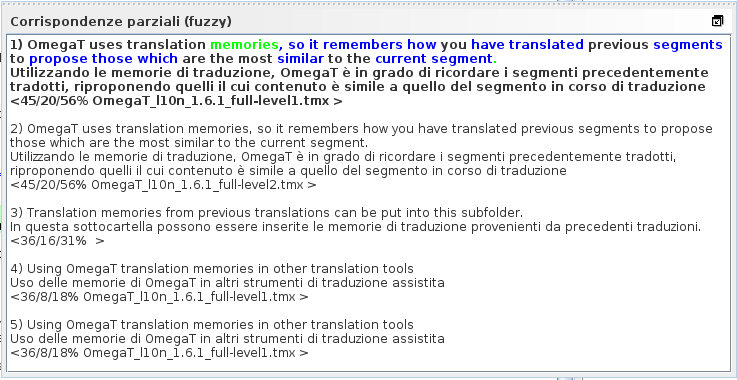 Corrispondenze parziali (fuzzy)
1) OmegaT uses translation memories, so it remembers how you have translated previous segments
to propose those which are the most similar to the current segment.
Utilizzando le memorie di traduzione, OmegaT è in grado di ricordare i segmenti precedentemente
tradotti, riproponendo quelli il cui contenuto è simile a quello del segmento in corso di traduzione
<45/20/56% OmegaT_l10n_1.6.1_full-level1.tmx >
2) OmegaT uses translation memories, so it remembers how you have translated previous segments to propose
those which are the most similar to the current segment.
Utilizzando le memorie di traduzione, OmegaT è in grado di ricordare i segmenti precedentemente tradotti,
riproponendo quelli il cui contenuto è simile a quello del segmento in corso di traduzione
<45/20/56% OmegaT_l10n_1.6.1_full-level2.tmx >
3) Translation memories from previous translations can be put into this subfolder.
In questa sottocartella possono essere inserite le memorie di traduzione provenienti da precedenti traduzioni.
<36/16/31%  >
4) Using OmegaT translation memories in other translation tools
Uso delle memorie di OmegaT in altri strumenti di traduzione assistita
<36/8/18% OmegaT_l10n_1.6.1_full-level1.tmx >
5) Using OmegaT translation memories in other translation tools
Uso delle memorie di OmegaT in altri strumenti di traduzione assistita
<36/8/18% OmegaT_l10n_1.6.1_full-level1.tmx >